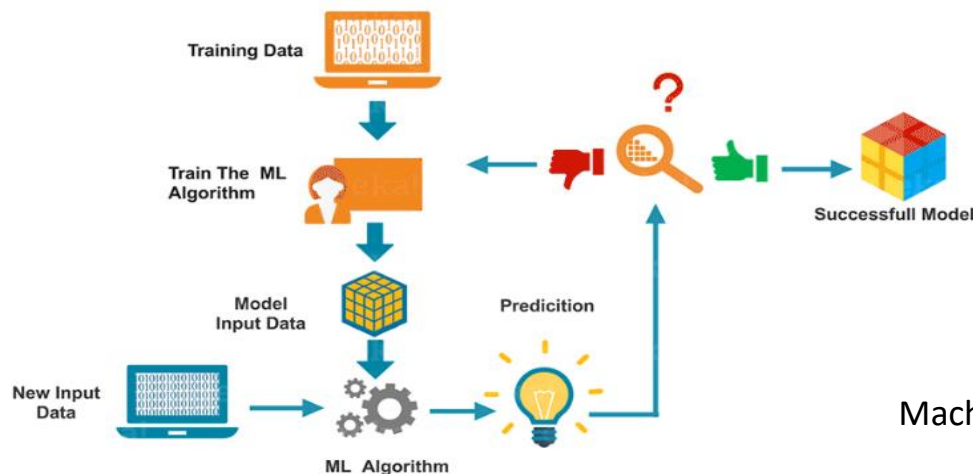 Training Data
Train The ML
Algorithm
?
Successfull Model
Model
Input Data
Predicition
New Input
Data
ML Algorithm
Mach